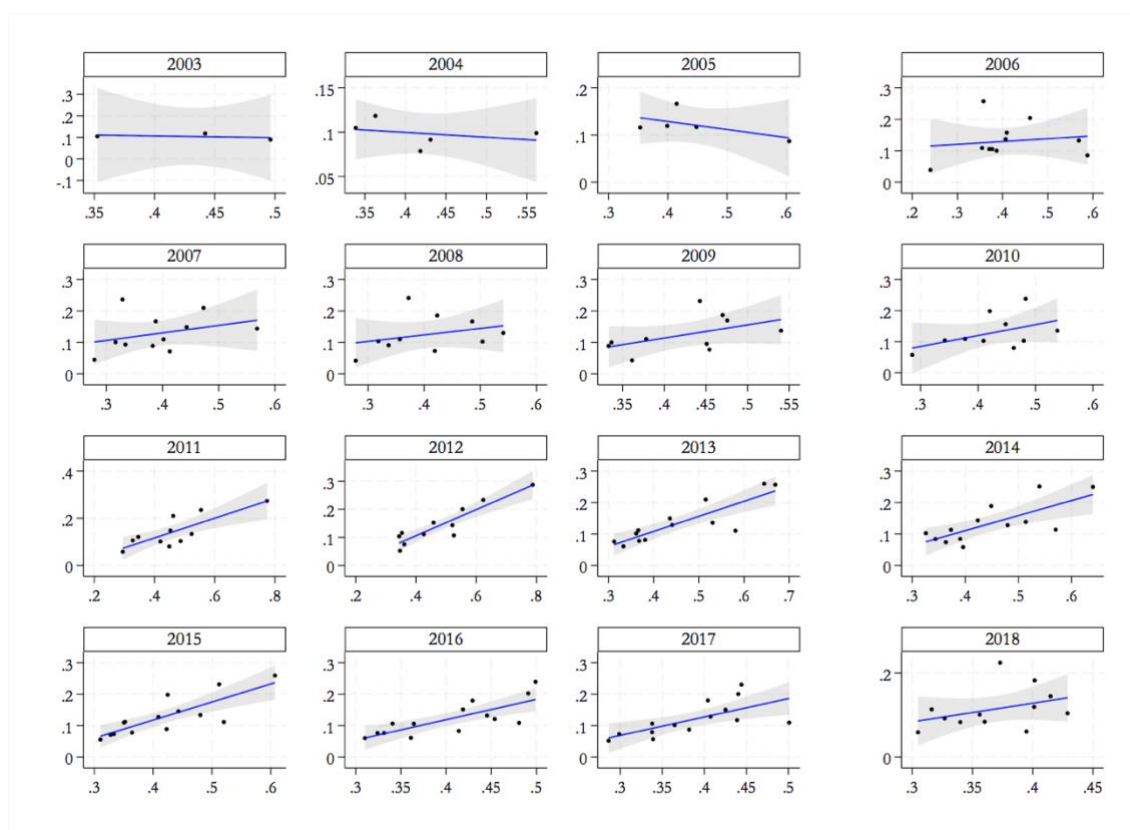 2003 2004 2005 2006
.3 .15 .2 .3
.2 .2
.1 .1 .1 .1
0
-.1 .05 0 0
.35 .4 .45 .5 .35 .4 .45 .5 .55 .3 .4 .5 .6 .2 .3 .4 .5 .6
2007 2008 2009 2010
.3 .3 .3 .3
.2 .2 .2 .2
.1 .1 .1 .1
0 0 0 0
.3 .4 .5 .6 .3 .4 .5 .6 .35 .4 .45 .5 .55 .3 .4 .5 .6
2011 2012 2013 2014
.4 .3 .3 .3
.2 .2 .2 .2
.1 .1 .1
0 0 0 0
.2 .4 .6 .8 .2 .4 .6 .8 .3 .4 .5 .6 .7 .3 .4 .5 .6
2015 2016 2017 2018
.3 .3 .3 .2
.2 .2 .2
.1 .1 .1
0 0 0 0
.3 .4 .5 .6 .3 .35 .4 .45 .5 .3 .35 .4 .45 .5 .3 .35 .4 .45